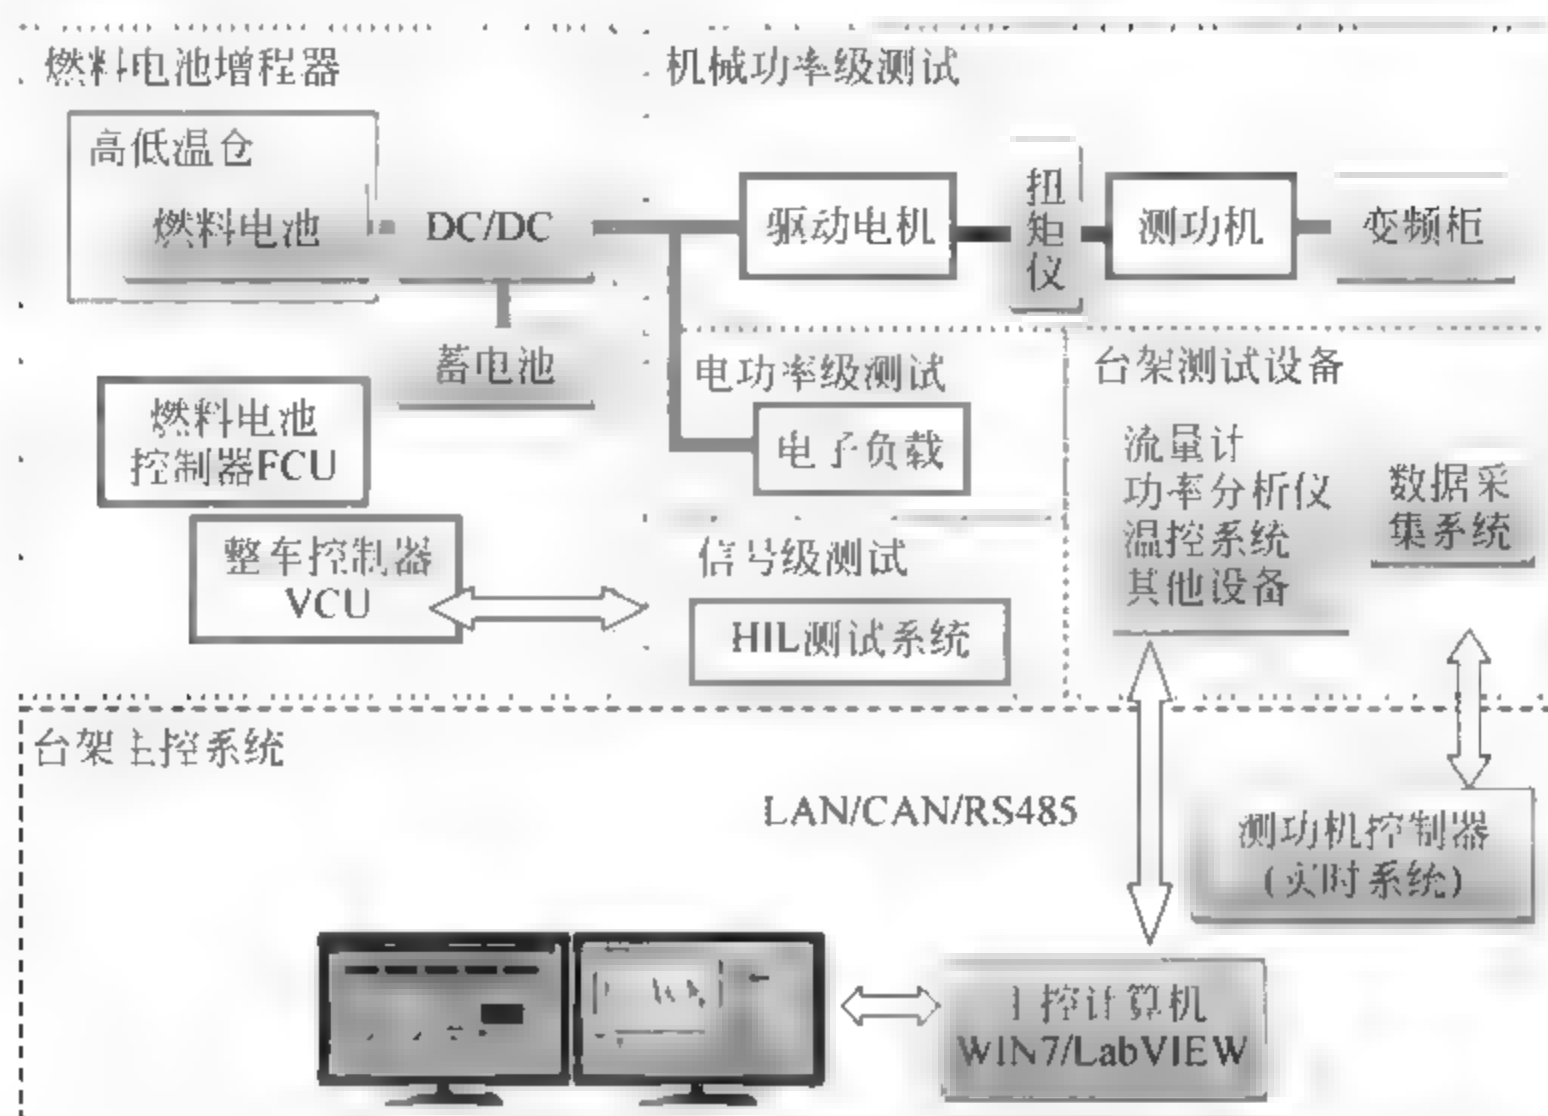 燃料电池增程器
高低温仓
燃料电池
DC/DC
蓄电池
燃料电池
控制器FCU
整车控制器
VCU
机械功率级测试
驱动电机
扭
矩
仪
测功机
变频柜
电功率级测试
电子负载
信号级测试
HIL测试系统
台架测试设备
流量计
功率分析仪
温控系统
其他设备
数据采
集系统
台架主控系统
LAN/CAN/RS485
测功机控制器
(实时系统)
主控计算机
WIN7/LabVIEW